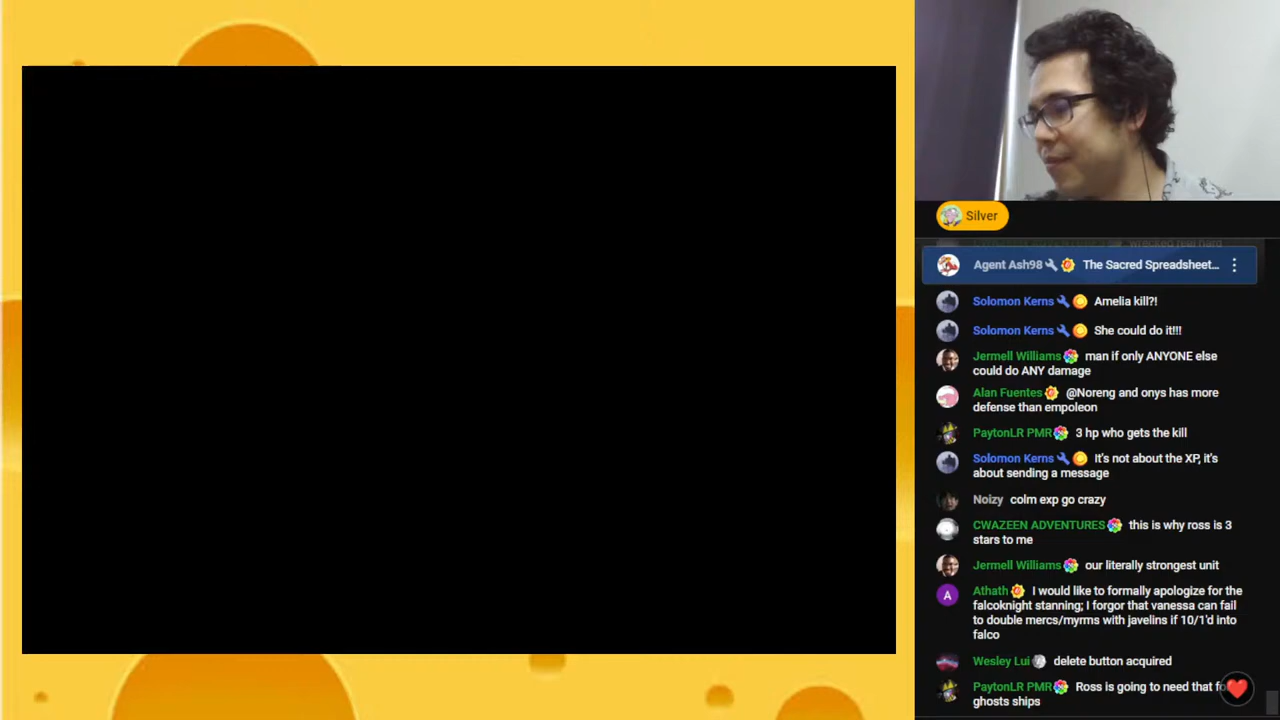 Silver
Agent Ash98 The Sacred Spreadsheet...
Solomon Kerns Amelia kill?!
Solomon Kerns She could do it!!!
Jermell Williams man if only ANYONE else
could do ANY damage
Alan Fuentes @Noreng and onys has more
defense than empoleon
PaytonLR PMR 3 hp who gets the kill
Solomon Kerns It's not about the XP, it's
about sending a message
Noizy colm exp go crazy
CWAZEEN ADVENTURES this is why ross is 3
stars to me
Jermell Williams our literally strongest unit
A Athath I would like to formally apologize for the
falcoknight stanning; I forgor that vanessa can fail
to double mercs/myrms with javelins if 10/1'd into
falco
Wesley Lui delete button acquired
PaytonLR PMR Ross is going to need that
ghosts ships